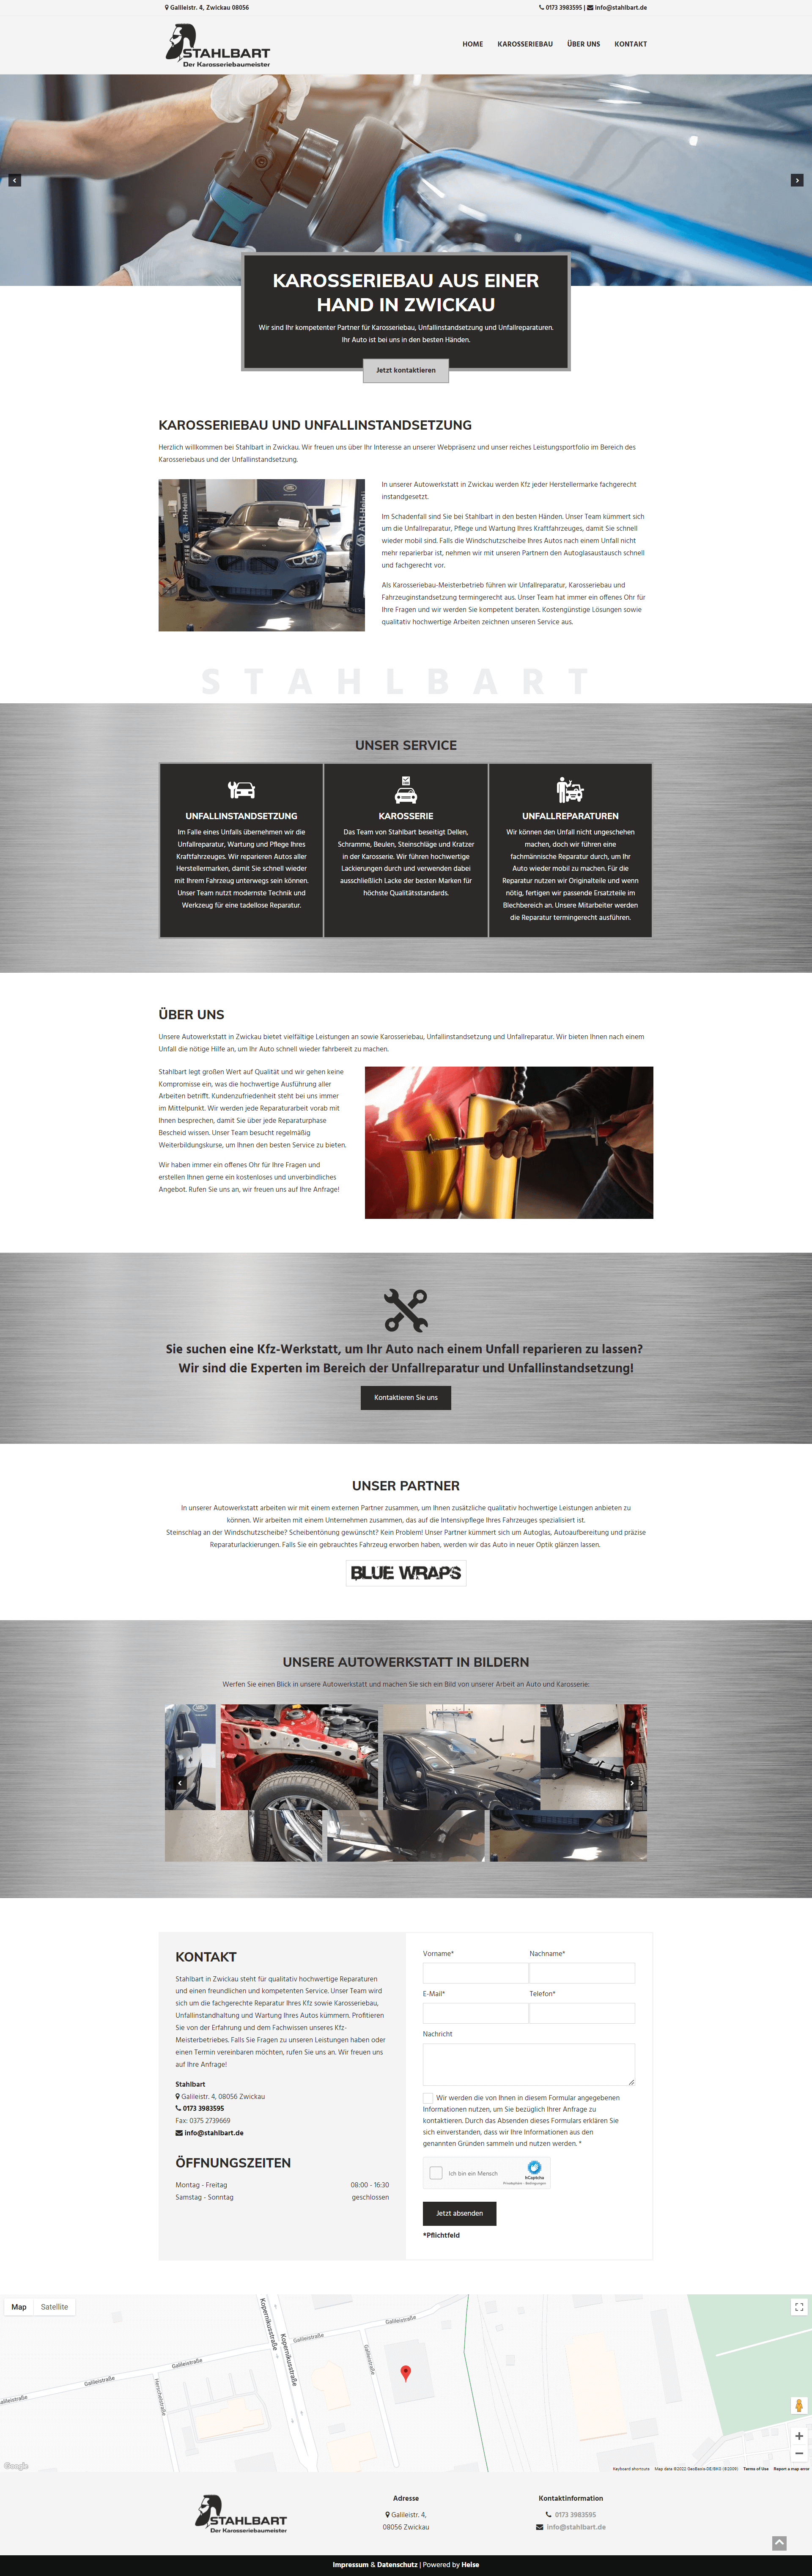 Galileistr. 4, Zwickau 08056
0173 3983595 | info@stahlbart.de
STAHLBART
Der Karosseriebaumeister
HOME KAROSSERIEBAU ÜBER UNS KONTAKT
KAROSSERIEBAU AUS EINER
HAND IN ZWICKAU
Wir sind Ihr kompetenter Partner für Karosseriebau, Unfallinstandsetzung und Unfallreparaturen.
Ihr Auto ist bei uns in den besten Händen.
Jetzt kontaktieren
KAROSSERIEBAU UND UNFALLINSTANDSETZUNG
Herzlich willkommen bei Stahlbart in Zwickau. Wir freuen uns über Ihr Interesse an unserer Webpräsenz und unser reiches Leistungsportfolio im Bereich des
Karosseriebaus und der Unfallinstandsetzung.
ATH-Heinl
In unserer Autowerkstatt in Zwickau werden Kfz jeder Herstellermarke fachgerecht
instandgesetzt.
Im Schadenfall sind Sie bei Stahlbart in den besten Händen. Unser Team kümmert sich
um die Unfallreparatur, Pflege und Wartung Ihres Kraftfahrzeuges, damit Sie schnell
wieder mobil sind. Falls die Windschutzscheibe Ihres Autos nach einem Unfall nicht
mehr reparierbar ist, nehmen wir mit unseren Partnern den Autoglasaustausch schnell
und fachgerecht vor.
Als Karosseriebau-Meisterbetrieb führen wir Unfallreparatur, Karosseriebau und
Fahrzeuginstandsetzung termingerecht aus. Unser Team hat immer ein offenes Ohr für
Ihre Fragen und wir werden Sie kompetent beraten. Kostengünstige Lösungen sowie
qualitativ hochwertige Arbeiten zeichnen unseren Service aus.
STAHLBART
UNSER SERVICE
UNFALLINSTANDSETZUNG
Im Falle eines Unfalls übernehmen wir die
Unfallreparatur, Wartung und Pflege Ihres
Kraftfahrzeuges. Wir reparieren Autos aller
Herstellermarken, damit Sie schnell wieder
mit Ihrem Fahrzeug unterwegs sein können.
Unser Team nutzt modernste Technik und
Werkzeug für eine tadellose Reparatur.
KAROSSERIE
Das Team von Stahlbart beseitigt Dellen,
Schramme, Beulen, Steinschläge und Kratzer
in der Karosserie. Wir führen hochwertige
Lackierungen durch und verwenden dabei
ausschließlich Lacke der besten Marken für
höchste Qualitätsstandards.
UNFALLREPARATUREN
Wir können den Unfall nicht ungeschehen
machen, doch wir führen eine
fachmännische Reparatur durch, um Ihr
Auto wieder mobil zu machen. Für die
Reparatur nutzen wir Originalteile und wenn
nötig, fertigen wir passende Ersatzteile im
Blechbereich an. Unsere Mitarbeiter werden
die Reparatur termingerecht ausführen.
ÜBER UNS
Unsere Autowerkstatt in Zwickau bietet vielfältige Leistungen an sowie Karosseriebau, Unfallinstandsetzung und Unfallreparatur. Wir bieten Ihnen nach einem
Unfall die nötige Hilfe an, um Ihr Auto schnell wieder fahrbereit zu machen.
Stahlbart legt großen Wert auf Qualität und wir gehen keine
Kompromisse ein, was die hochwertige Ausführung aller
Arbeiten betrifft. Kundenzufriedenheit steht bei uns immer
im Mittelpunkt. Wir werden jede Reparaturarbeit vorab mit
Ihnen besprechen, damit Sie über jede Reparaturphase
Bescheid wissen. Unser Team besucht regelmäßig
Weiterbildungskurse, um Ihnen den besten Service zu bieten.
Wir haben immer ein offenes Ohr für Ihre Fragen und
erstellen Ihnen gerne ein kostenloses und unverbindliches
Angebot. Rufen Sie uns an, wir freuen uns auf Ihre Anfrage!
Sie suchen eine Kfz-Werkstatt, um Ihr Auto nach einem Unfall reparieren zu lassen?
Wir sind die Experten im Bereich der Unfallreparatur und Unfallinstandsetzung!
Kontaktieren Sie uns
UNSER PARTNER
In unserer Autowerkstatt arbeiten wir mit einem externen Partner zusammen, um Ihnen zusätzliche qualitativ hochwertige Leistungen anbieten zu
können. Wir arbeiten mit einem Unternehmen zusammen, das auf die Intensivpflege Ihres Fahrzeuges spezialisiert ist.
Steinschlag an der Windschutzscheibe? Scheibentönung gewünscht? Kein Problem! Unser Partner kümmert sich um Autoglas, Autoaufbereitung und präzise
Reparaturlackierungen. Falls Sie ein gebrauchtes Fahrzeug erworben haben, werden wir das Auto in neuer Optik glänzen lassen.
BLUE WRAPS
UNSERE AUTOWERKSTATT IN BILDERN
Werfen Sie einen Blick in unsere Autowerkstatt und machen Sie sich ein Bild von unserer Arbeit an Auto und Karosserie:
KONTAKT
Stahlbart in Zwickau steht für qualitativ hochwertige Reparaturen
und einen freundlichen und kompetenten Service. Unser Team wird
sich um die fachgerechte Reparatur Ihres Kfz sowie Karosseriebau,
Unfallinstandhaltung und Wartung Ihres Autos kümmern. Profitieren
Sie von der Erfahrung und dem Fachwissen unseres Kfz-
Meisterbetriebes. Falls Sie Fragen zu unseren Leistungen haben oder
einen Termin vereinbaren möchten, rufen Sie uns an. Wir freuen uns
auf Ihre Anfrage!
Stahlbart
Galileistr. 4, 08056 Zwickau
0173 3983595
Fax: 0375 2739669
info@stahlbart.de
ÖFFNUNGSZEITEN
Montag - Freitag 08:00 - 16:30
Samstag - Sonntag geschlossen
Vorname* Nachname*
E-Mail* Telefon*
Nachricht
Wir werden die von Ihnen in diesem Formular angegebenen
Informationen nutzen, um Sie bezüglich Ihrer Anfrage zu
kontaktieren. Durch das Absenden dieses Formulars erklären Sie
sich einverstanden, dass wir Ihre Informationen aus den
genannten Gründen sammeln und nutzen werden. *
Ich bin ein Mensch
hCaptcha
Jetzt absenden
*Pflichtfeld
Map Satellite
Kopernikusstraße
Kopernikusstraße
Galileistraße
Galileistraße
Galileistraße
Galileistraße
Galileistraße
Herschelstraße
Google
Keyboard shortcuts Map data ©2022 GeoBasis-DE/BKG (©2009) Terms of Use Report a map error
STAHLBART
Der Karosseriebaumeister
Adresse
Galileistr. 4,
08056 Zwickau
Kontaktinformation
0173 3983595
info@stahlbart.de
Impressum & Datenschutz | Powered by Heise